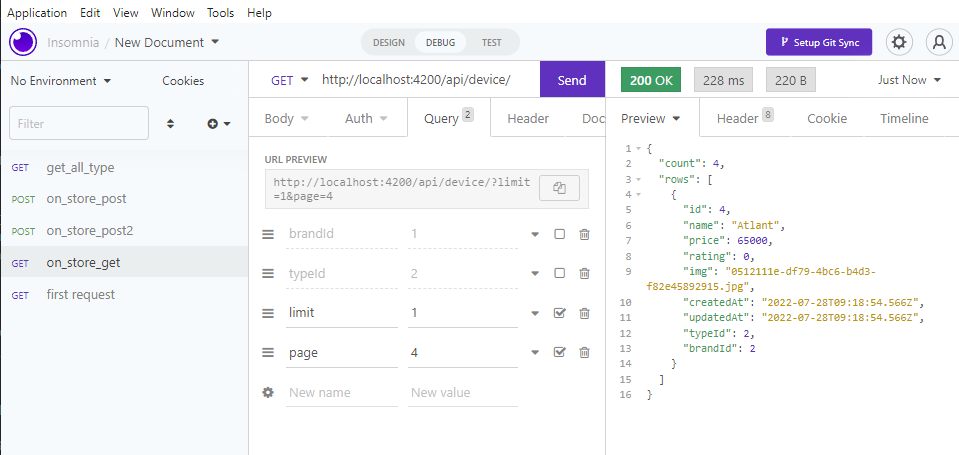 Application Edit View Window Tools Help
Insomnia / New Document DESIGN DEBUG TEST Setup Git Sync
No Environment Cookies
Filter
GET get_all_type
POST on_store_post
POST on_store_post2
GET on_store_get
GET first request
GET http://localhost:4200/api/device/ Send
Body Auth Query 2 Header Doc
URL PREVIEW
http://localhost:4200/api/device/?limit
=1&page=4
brandId 1
typeId 2
limit 1
page 4
New name New value
200 OK 228 ms 220 B Just Now
Preview Header 8 Cookie Timeline
1 {
2 "count": 4,
3 "rows": [
4 {
5 "id": 4,
6 "name": "Atlant",
7 "price": 65000,
8 "rating": 0,
9 "img": "0512111e-df79-4bc6-b4d3-
f82e45892915.jpg",
10 "createdAt": "2022-07-28T09:18:54.566Z",
11 "updatedAt": "2022-07-28T09:18:54.566Z",
12 "typeId": 2,
13 "brandId": 2
14 }
15 ]
16 }